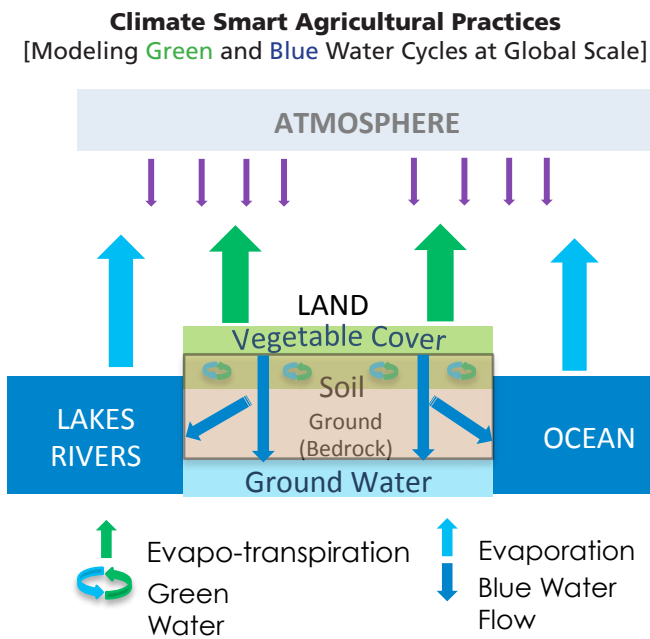 Climate Smart Agricultural Practices
[Modeling Green and Blue Water Cycles at Global Scale]
ATMOSPHERE
LAND
Vegetable Cover
Soil
Ground
(Bedrock)
LAKES
RIVERS
OCEAN
Ground Water
Evapo-transpiration
Evaporation
Green
Water
Blue Water
Flow